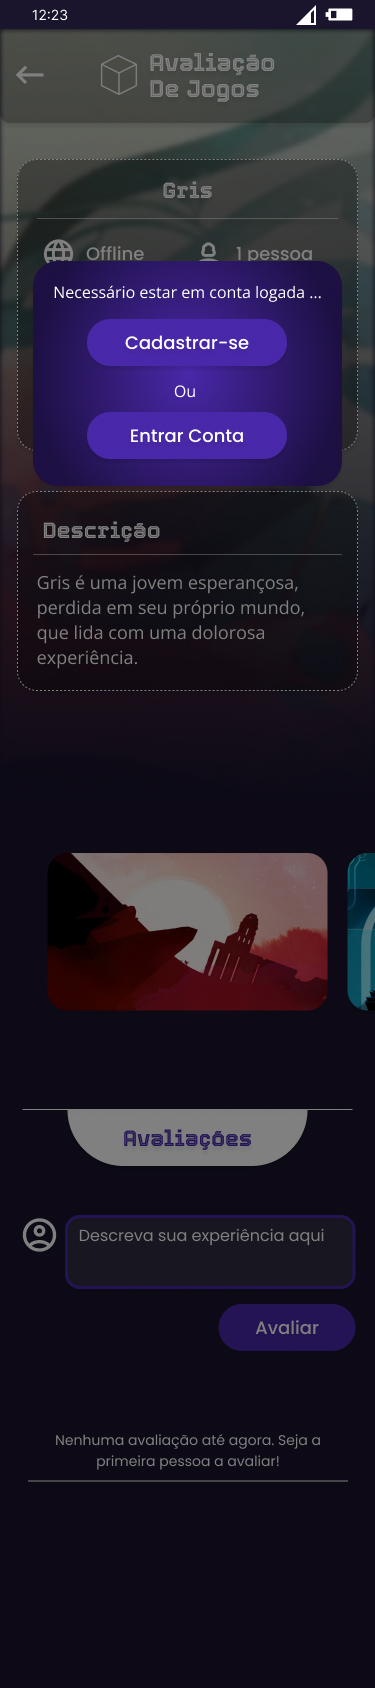 12:23
Avaliação
De Jogos
Gris
Offline
1 pessoa
Necessário estar em conta logada ...
Cadastrar-se
Ou
Entrar Conta
Descrição
Gris é uma jovem esperançosa,
perdida em seu próprio mundo,
que lida com uma dolorosa
experiência.
Avaliações
Descreva sua experiência aqui
Avaliar
Nenhuma avaliação até agora. Seja a
primeira pessoa a avaliar!